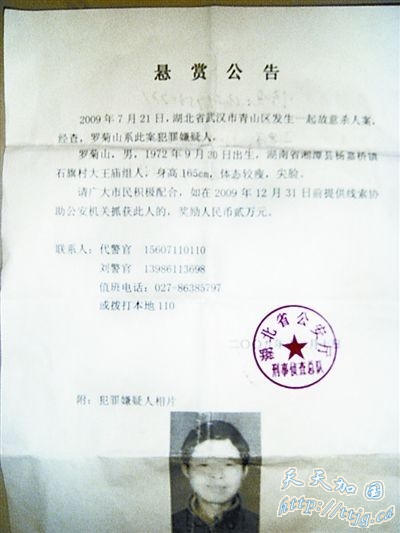 悬赏公告
2009年7月21日,湖北省武汉市青山区发生一起故意杀人案,
经查,罗菊山系此案犯罪嫌疑人。
罗菊山,男,1972年9月30日出生,湖南省湘潭县杨嘉桥镇
石旗村大王庙组人,身高165cm,体态较瘦,尖脸。
请广大市民积极配合,如在2009年12月31日前提供线索协
助公安机关抓获此人的,奖励人民币贰万元。
联系人:代警官 15607110110
刘警官 13986113698
值班电话:027-86385797
或拨打本地110
湖北省公安厅
刑事侦查总队
附:犯罪嫌疑人相片
天天加国
http://ttjg.ca